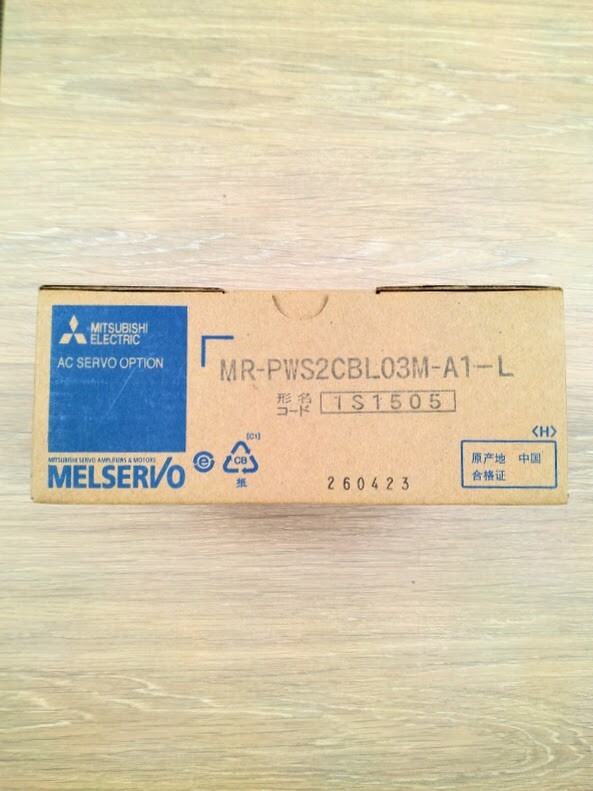 MITSUBISHI
ELECTRIC
AC SERVO OPTION
MR-PWS2CBL03M-A1-L
形名
コード 1S1505
MITSUBISHI SERVO AMPLIFIERS & MOTORS
MELSERVO
e
[C1]
CB
纸
260423
<H>
原产地 中国
合格证